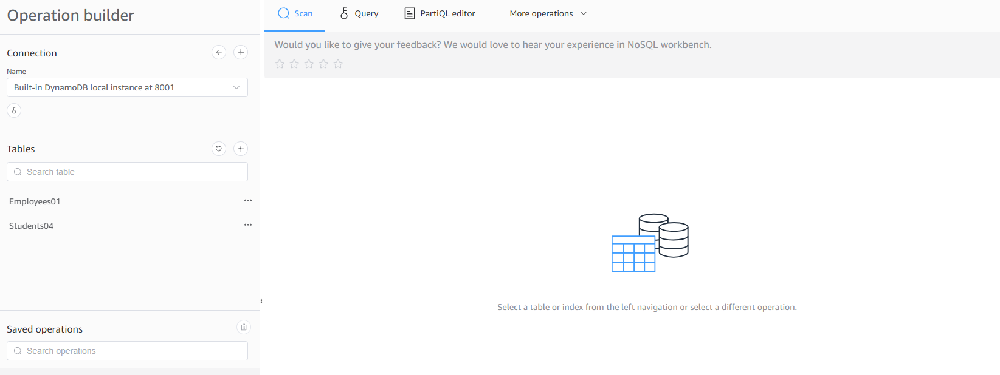 Operation builder
Connection
Name
Built-in DynamoDB local instance at 8001
Tables
Search table
Employees01
Students04
Saved operations
Search operations
Scan
Query
PartiQL editor
More operations
Would you like to give your feedback? We would love to hear your experience in NoSQL workbench.
Select a table or index from the left navigation or select a different operation.